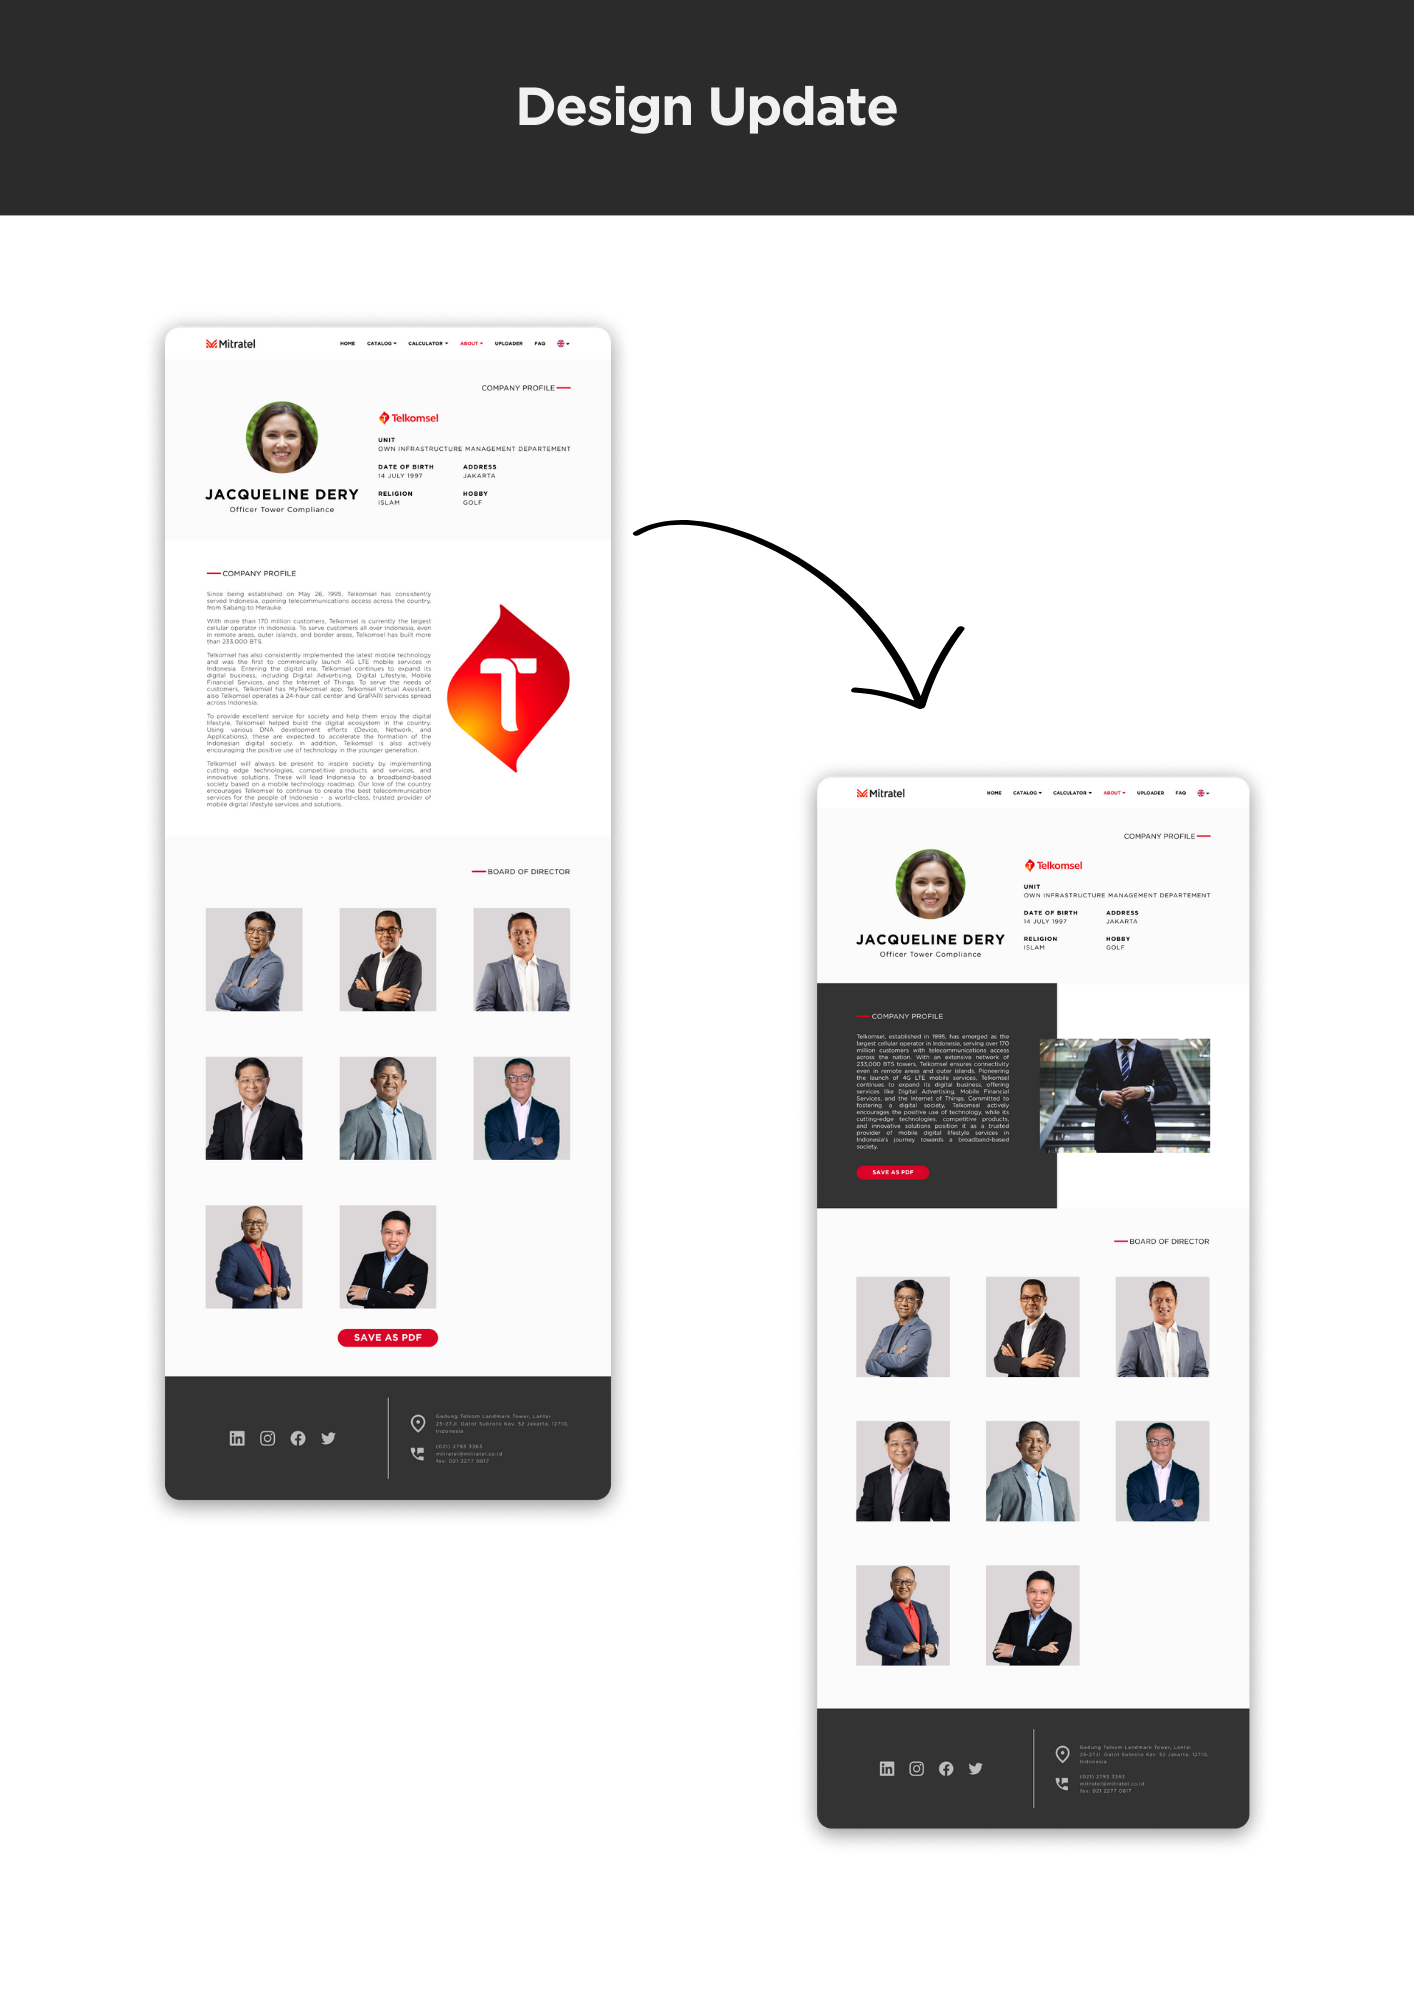 Design Update
Mitratel
HOME CATALOG CALCULATOR ABOUT UPLOADER FAQ
COMPANY PROFILE
Telkomsel
UNIT
OWN INFRASTRUCTURE MANAGEMENT DEPARTEMENT
DATE OF BIRTH ADDRESS
14 JULY 1997 JAKARTA
JACQUELINE DERY
Officer Tower Compliance
RELIGION HOBBY
ISLAM GOLF
COMPANY PROFILE
Since being established on May 26, 1995, Telkomsel has consistently
served Indonesia, opening telecommunications access across the country,
from Sabang to Merauke.
With more than 170 million customers, Telkomsel is currently the largest
cellular operator in Indonesia. To serve customers all over Indonesia, even
in remote areas, outer islands, and border areas, Telkomsel has built more
than 233,000 BTS.
Telkomsel has also consistently implemented the latest mobile technology
and was the first to commercially launch 4G LTE mobile services in
Indonesia. Entering the digital era, Telkomsel continues to expand its
digital business, including Digital Advertising, Digital Lifestyle, Mobile
Financial Services, and the Internet of Things. To serve the needs of
customers, Telkomsel has MyTelkomsel app, Telkomsel Virtual Assistant,
also Telkomsel operates a 24-hour call center and GraPARI services spread
across Indonesia.
To provide excellent service for society and help them enjoy the digital
lifestyle, Telkomsel helped build the digital ecosystem in the country.
Using various DNA development efforts (Device, Network, and
Applications), these are expected to accelerate the formation of the
Indonesian digital society. In addition, Telkomsel is also actively
encouraging the positive use of technology in the younger generation.
Telkomsel will always be present to inspire society by implementing
cutting edge technologies, competitive products and services, and
innovative solutions. These will lead Indonesia to a broadband-based
society based on a mobile technology roadmap. Our love of the country
encourages Telkomsel to continue to create the best telecommunication
services for the people of Indonesia - a world-class, trusted provider of
mobile digital lifestyle services and solutions.
BOARD OF DIRECTOR
SAVE AS PDF
Gedung Telkom Landmark Tower, Lantai
25-27Jl. Gatot Subroto Kav. 52 Jakarta, 12710,
Indonesia
(021) 2793 3363
mitratel@mitratel.co.id
fax: 021 2277 0817
Mitratel
HOME CATALOG CALCULATOR ABOUT UPLOADER FAQ
COMPANY PROFILE
Telkomsel
UNIT
OWN INFRASTRUCTURE MANAGEMENT DEPARTEMENT
DATE OF BIRTH ADDRESS
14 JULY 1997 JAKARTA
JACQUELINE DERY
Officer Tower Compliance
RELIGION HOBBY
ISLAM GOLF
COMPANY PROFILE
Telkomsel, established in 1995, has emerged as the
largest cellular operator in Indonesia, serving over 170
million customers with telecommunications access
across the nation. With an extensive network of
233,000 BTS towers, Telkomsel ensures connectivity
even in remote areas and outer islands. Pioneering
the launch of 4G LTE mobile services, Telkomsel
continues to expand its digital business, offering
services like Digital Advertising, Mobile Financial
Services, and the Internet of Things. Committed to
fostering a digital society, Telkomsel actively
encourages the positive use of technology, while its
cutting-edge technologies, competitive products,
and innovative solutions position it as a trusted
provider of mobile digital lifestyle services in
Indonesia's journey towards a broadband-based
society.
SAVE AS PDF
BOARD OF DIRECTOR
Gedung Telkom Landmark Tower, Lantai
25-27Jl. Gatot Subroto Kav. 52 Jakarta, 12710,
Indonesia
(021) 2793 3363
mitratel@mitratel.co.id
fax: 021 2277 0817